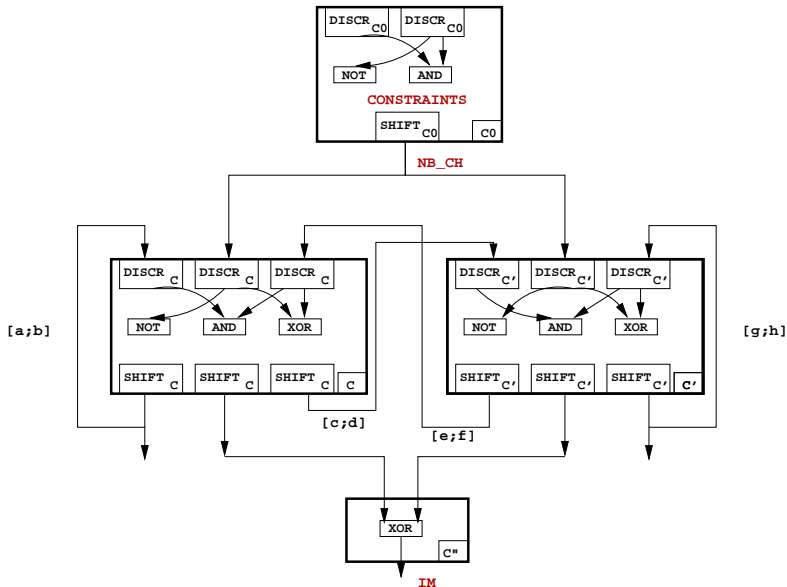 DISCR C0 DISCR C0
NOT AND
CONSTRAINTS
SHIFT C0 C0
NB_CH
DISCR C DISCR C DISCR C DISCR C' DISCR C' DISCR C'
[a;b] NOT AND XOR NOT AND XOR [g;h]
SHIFT C SHIFT C SHIFT C C SHIFT C' SHIFT C' SHIFT C' C'
[c;d] [e;f]
XOR
C"
IM